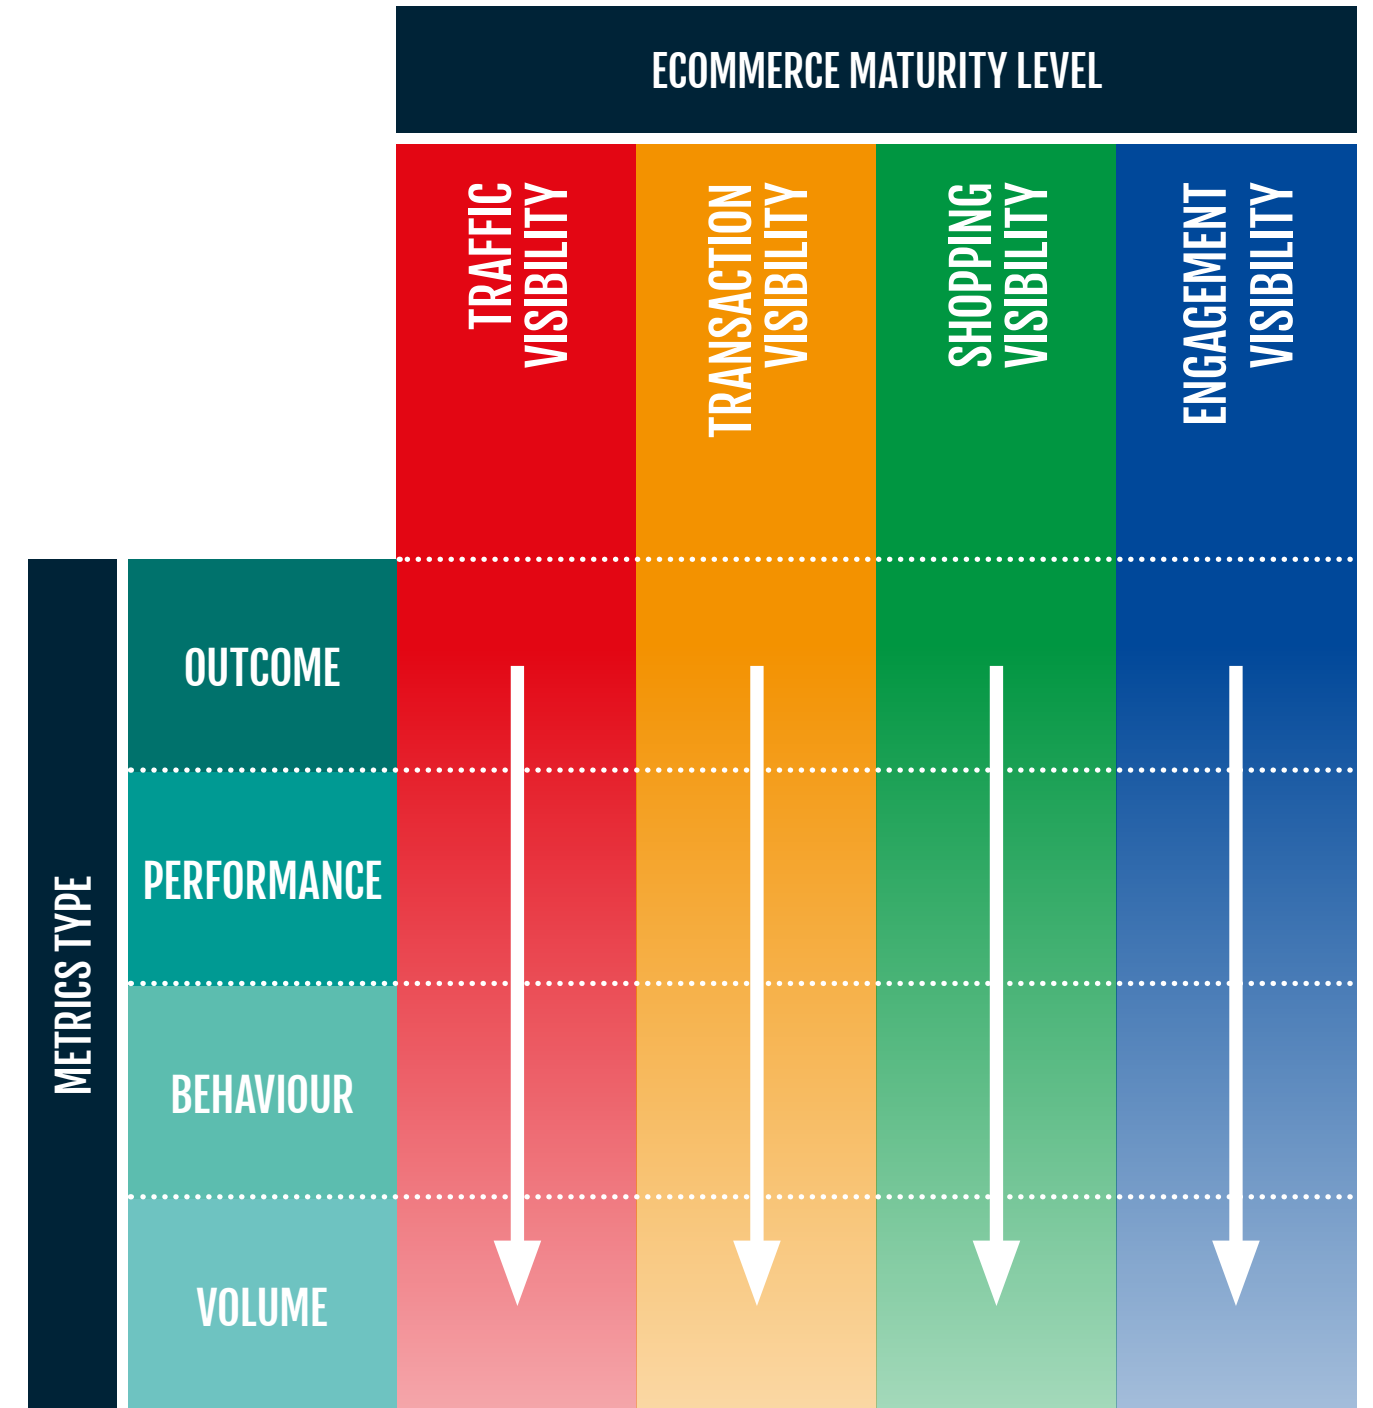 ECOMMERCE MATURITY LEVEL
TRAFFIC
VISIBILITY
TRANSACTION
VISIBILITY
SHOPPING
VISIBILITY
ENGAGEMENT
VISIBILITY
METRICS TYPE
OUTCOME
PERFORMANCE
BEHAVIOUR
VOLUME